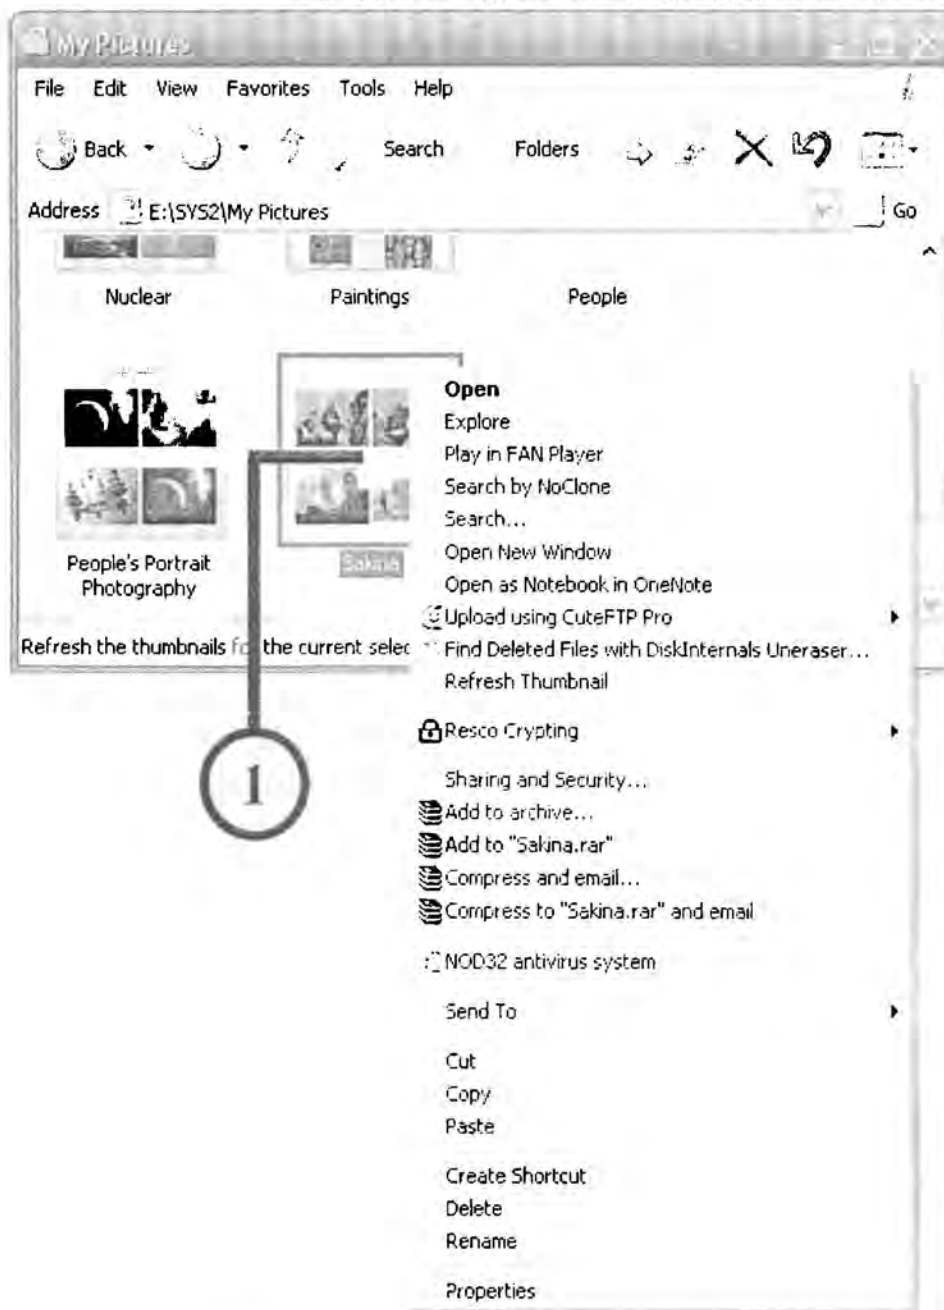 My Pictures
File Edit View Favorites Tools Help
Back Search Folders
Address E:\SYS2\My Pictures Go
Nuclear Paintings People
People's Portrait
Photography
Sakina
Refresh the thumbnails for the current selec
Open
Explore
Play in FAN Player
Search by NoClone
Search...
Open New Window
Open as Notebook in OneNote
Upload using CuteFTP Pro
Find Deleted Files with DiskInternals Uneraser...
Refresh Thumbnail
Resco Crypting
Sharing and Security...
Add to archive...
Add to "Sakina.rar"
Compress and email...
Compress to "Sakina.rar" and email
NOD32 antivirus system
Send To
Cut
Copy
Paste
Create Shortcut
Delete
Rename
Properties
1